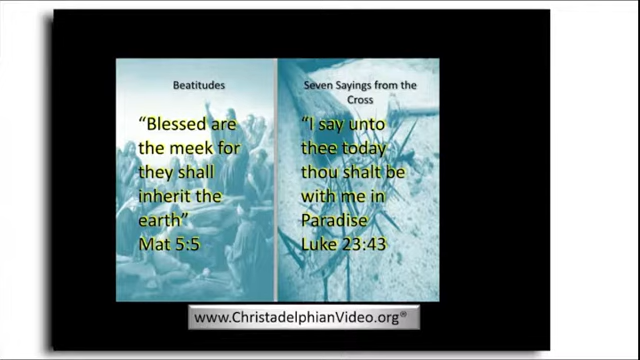 Beatitudes
“Blessed are
the meek for
they shall
inherit the
earth”
Mat 5:5
Seven Sayings from the
Cross
“I say unto
thee today
thou shalt be
with me in
Paradise
Luke 23:43
www.ChristadelphianVideo.org®